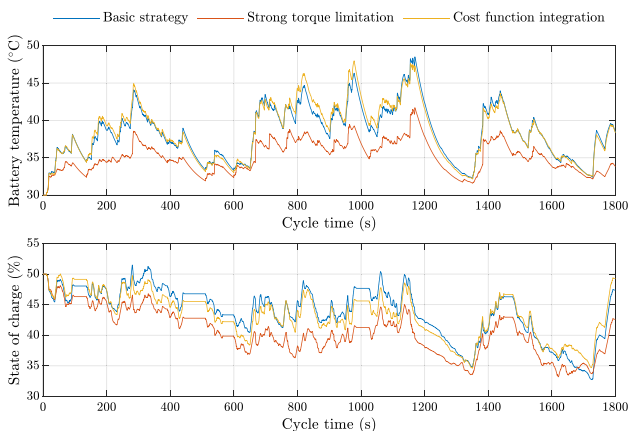 Basic strategy Strong torque limitation Cost function integration
Battery temperature (°C)
50
45
40
35
30
0 200 400 600 800 1000 1200 1400 1600 1800
Cycle time (s)
State of charge (%)
55
50
45
40
35
30
0 200 400 600 800 1000 1200 1400 1600 1800
Cycle time (s)